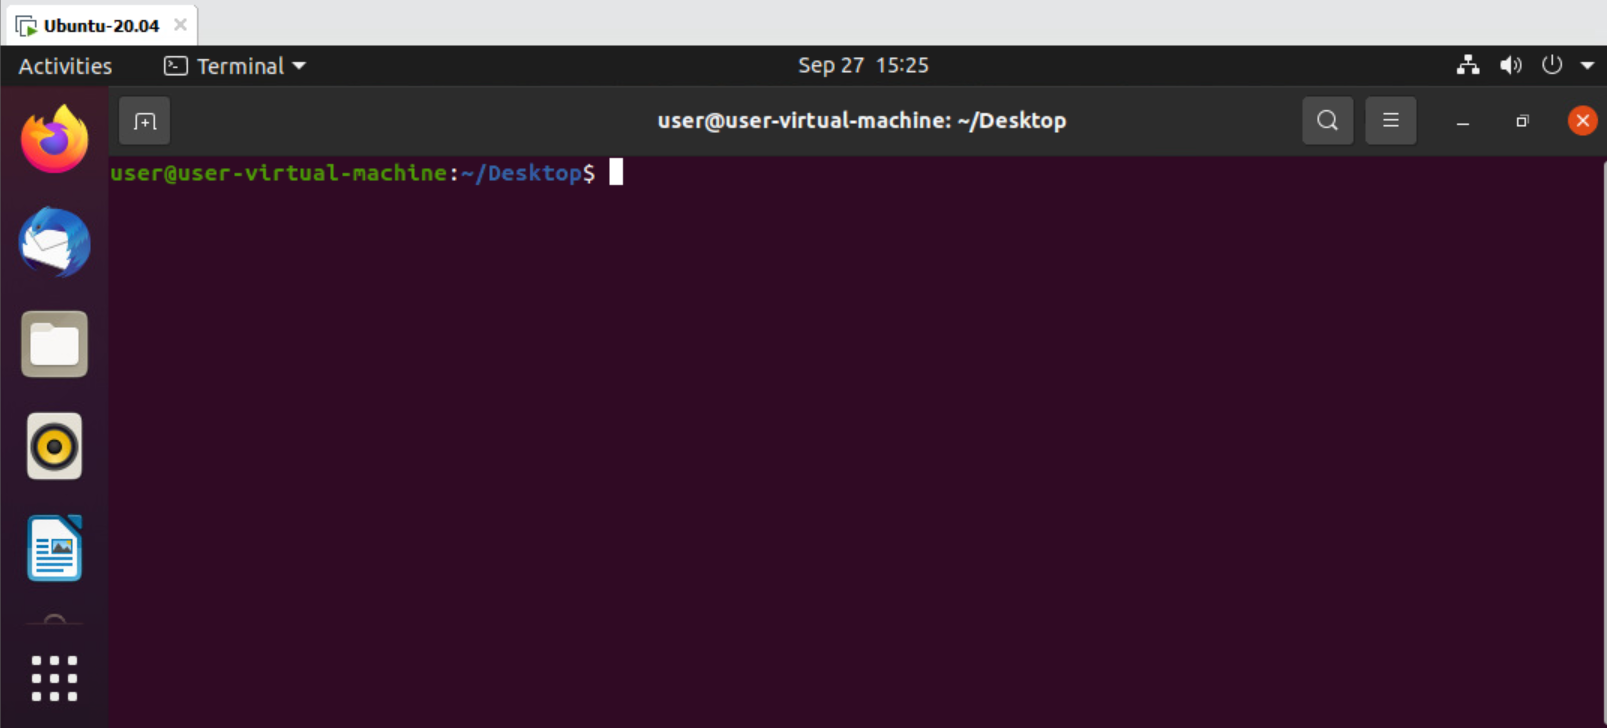 Ubuntu-20.04
Activities Terminal Sep 27 15:25
user@user-virtual-machine: ~/Desktop
user@user-virtual-machine:~/Desktop$